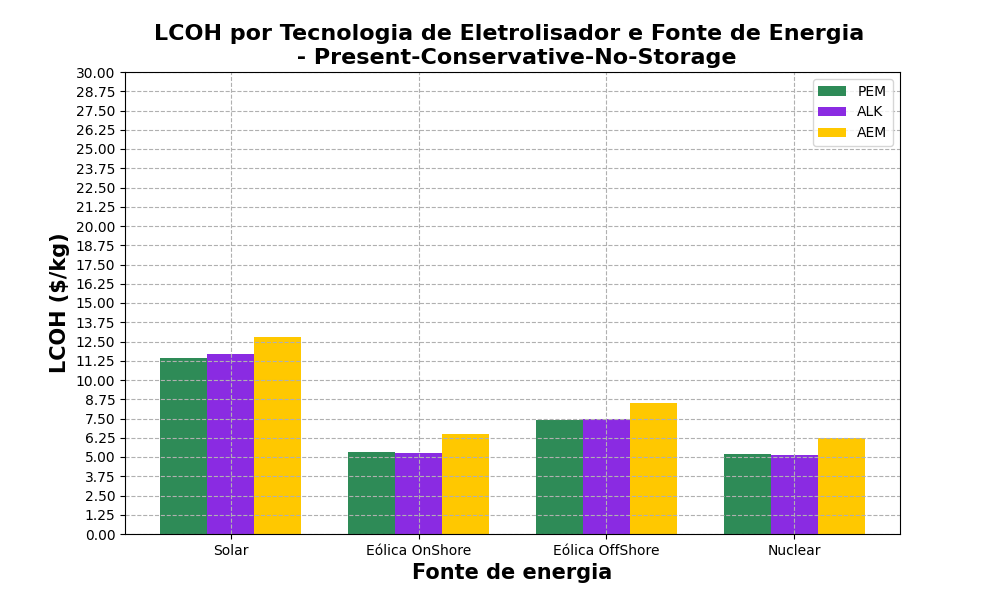 LCOH por Tecnologia de Eletrolisador e Fonte de Energia
- Present-Conservative-No-Storage
30.00
28.75
27.50
26.25
25.00
23.75
22.50
21.25
20.00
18.75
17.50
16.25
15.00
13.75
12.50
11.25
10.00
8.75
7.50
6.25
5.00
3.75
2.50
1.25
0.00
LCOH ($/kg)
PEM
ALK
AEM
Solar
Eólica OnShore
Eólica OffShore
Nuclear
Fonte de energia